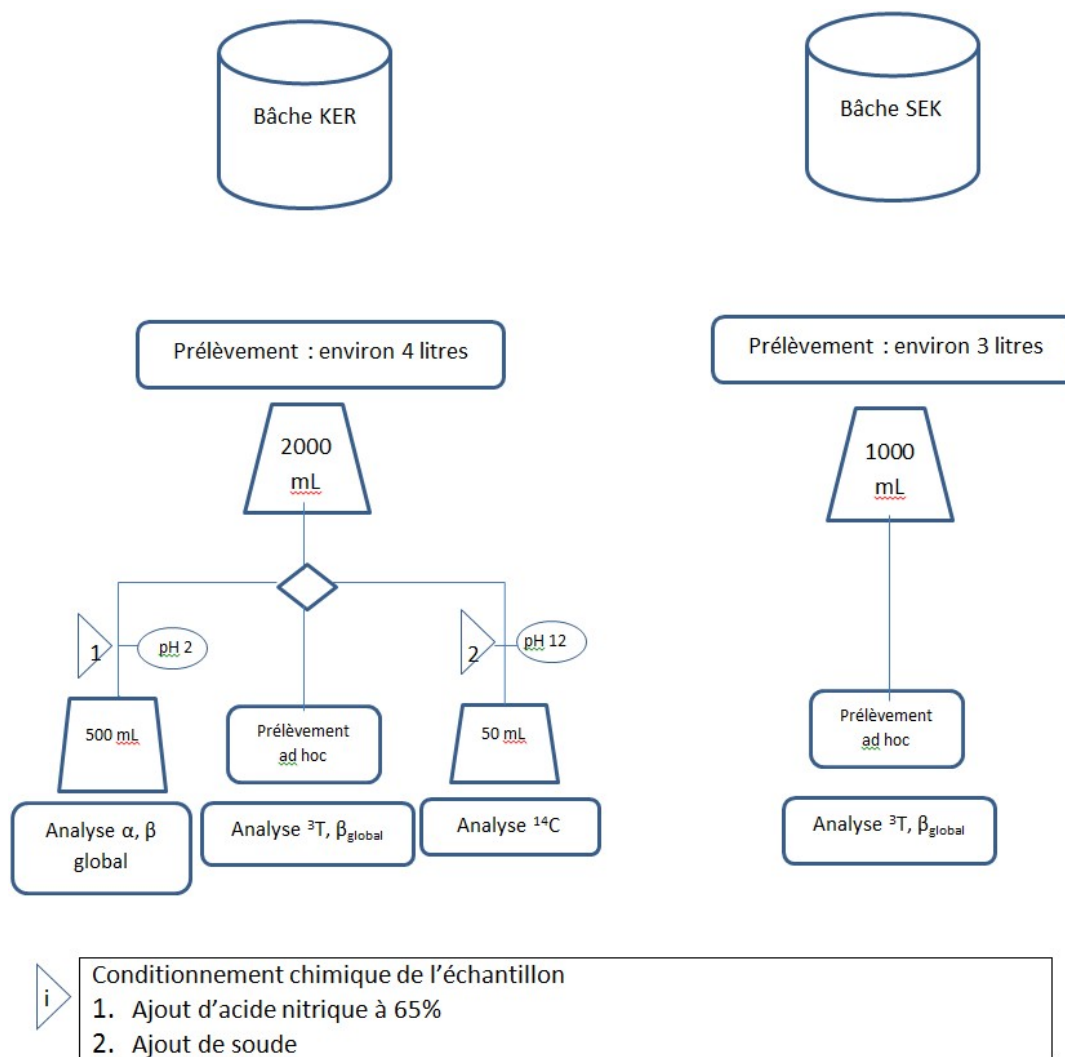 Bâche KER
Bâche SEK
Prélèvement : environ 4 litres
Prélèvement : environ 3 litres
2000
mL
1000
mL
1
pH 2
2
pH 12
500 mL
Prélèvement
ad hoc
50 mL
Prélèvement
ad hoc
Analyse α, β
global
Analyse ³T, βglobal
Analyse ¹⁴C
Analyse ³T, βglobal
i
Conditionnement chimique de l’échantillon
1. Ajout d’acide nitrique à 65%
2. Ajout de soude